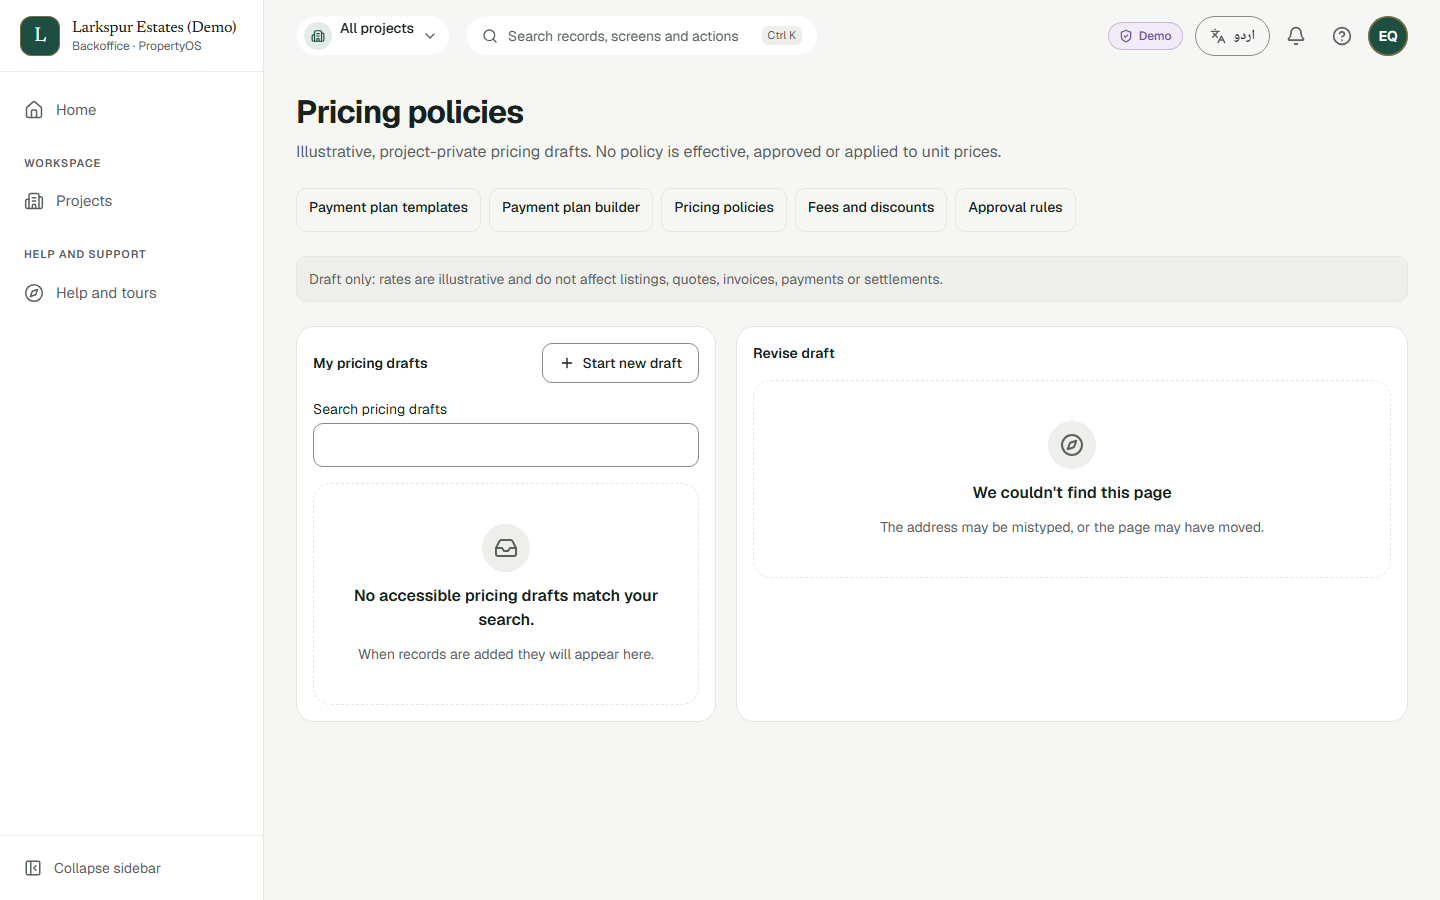 L
Larkspur Estates (Demo)
Backoffice · PropertyOS
Home
WORKSPACE
Projects
HELP AND SUPPORT
Help and tours
Collapse sidebar
All projects
Search records, screens and actions
Ctrl K
Demo
اردو
EQ
Pricing policies
Illustrative, project-private pricing drafts. No policy is effective, approved or applied to unit prices.
Payment plan templates
Payment plan builder
Pricing policies
Fees and discounts
Approval rules
Draft only: rates are illustrative and do not affect listings, quotes, invoices, payments or settlements.
My pricing drafts
Start new draft
Search pricing drafts
No accessible pricing drafts match your
search.
When records are added they will appear here.
Revise draft
We couldn't find this page
The address may be mistyped, or the page may have moved.